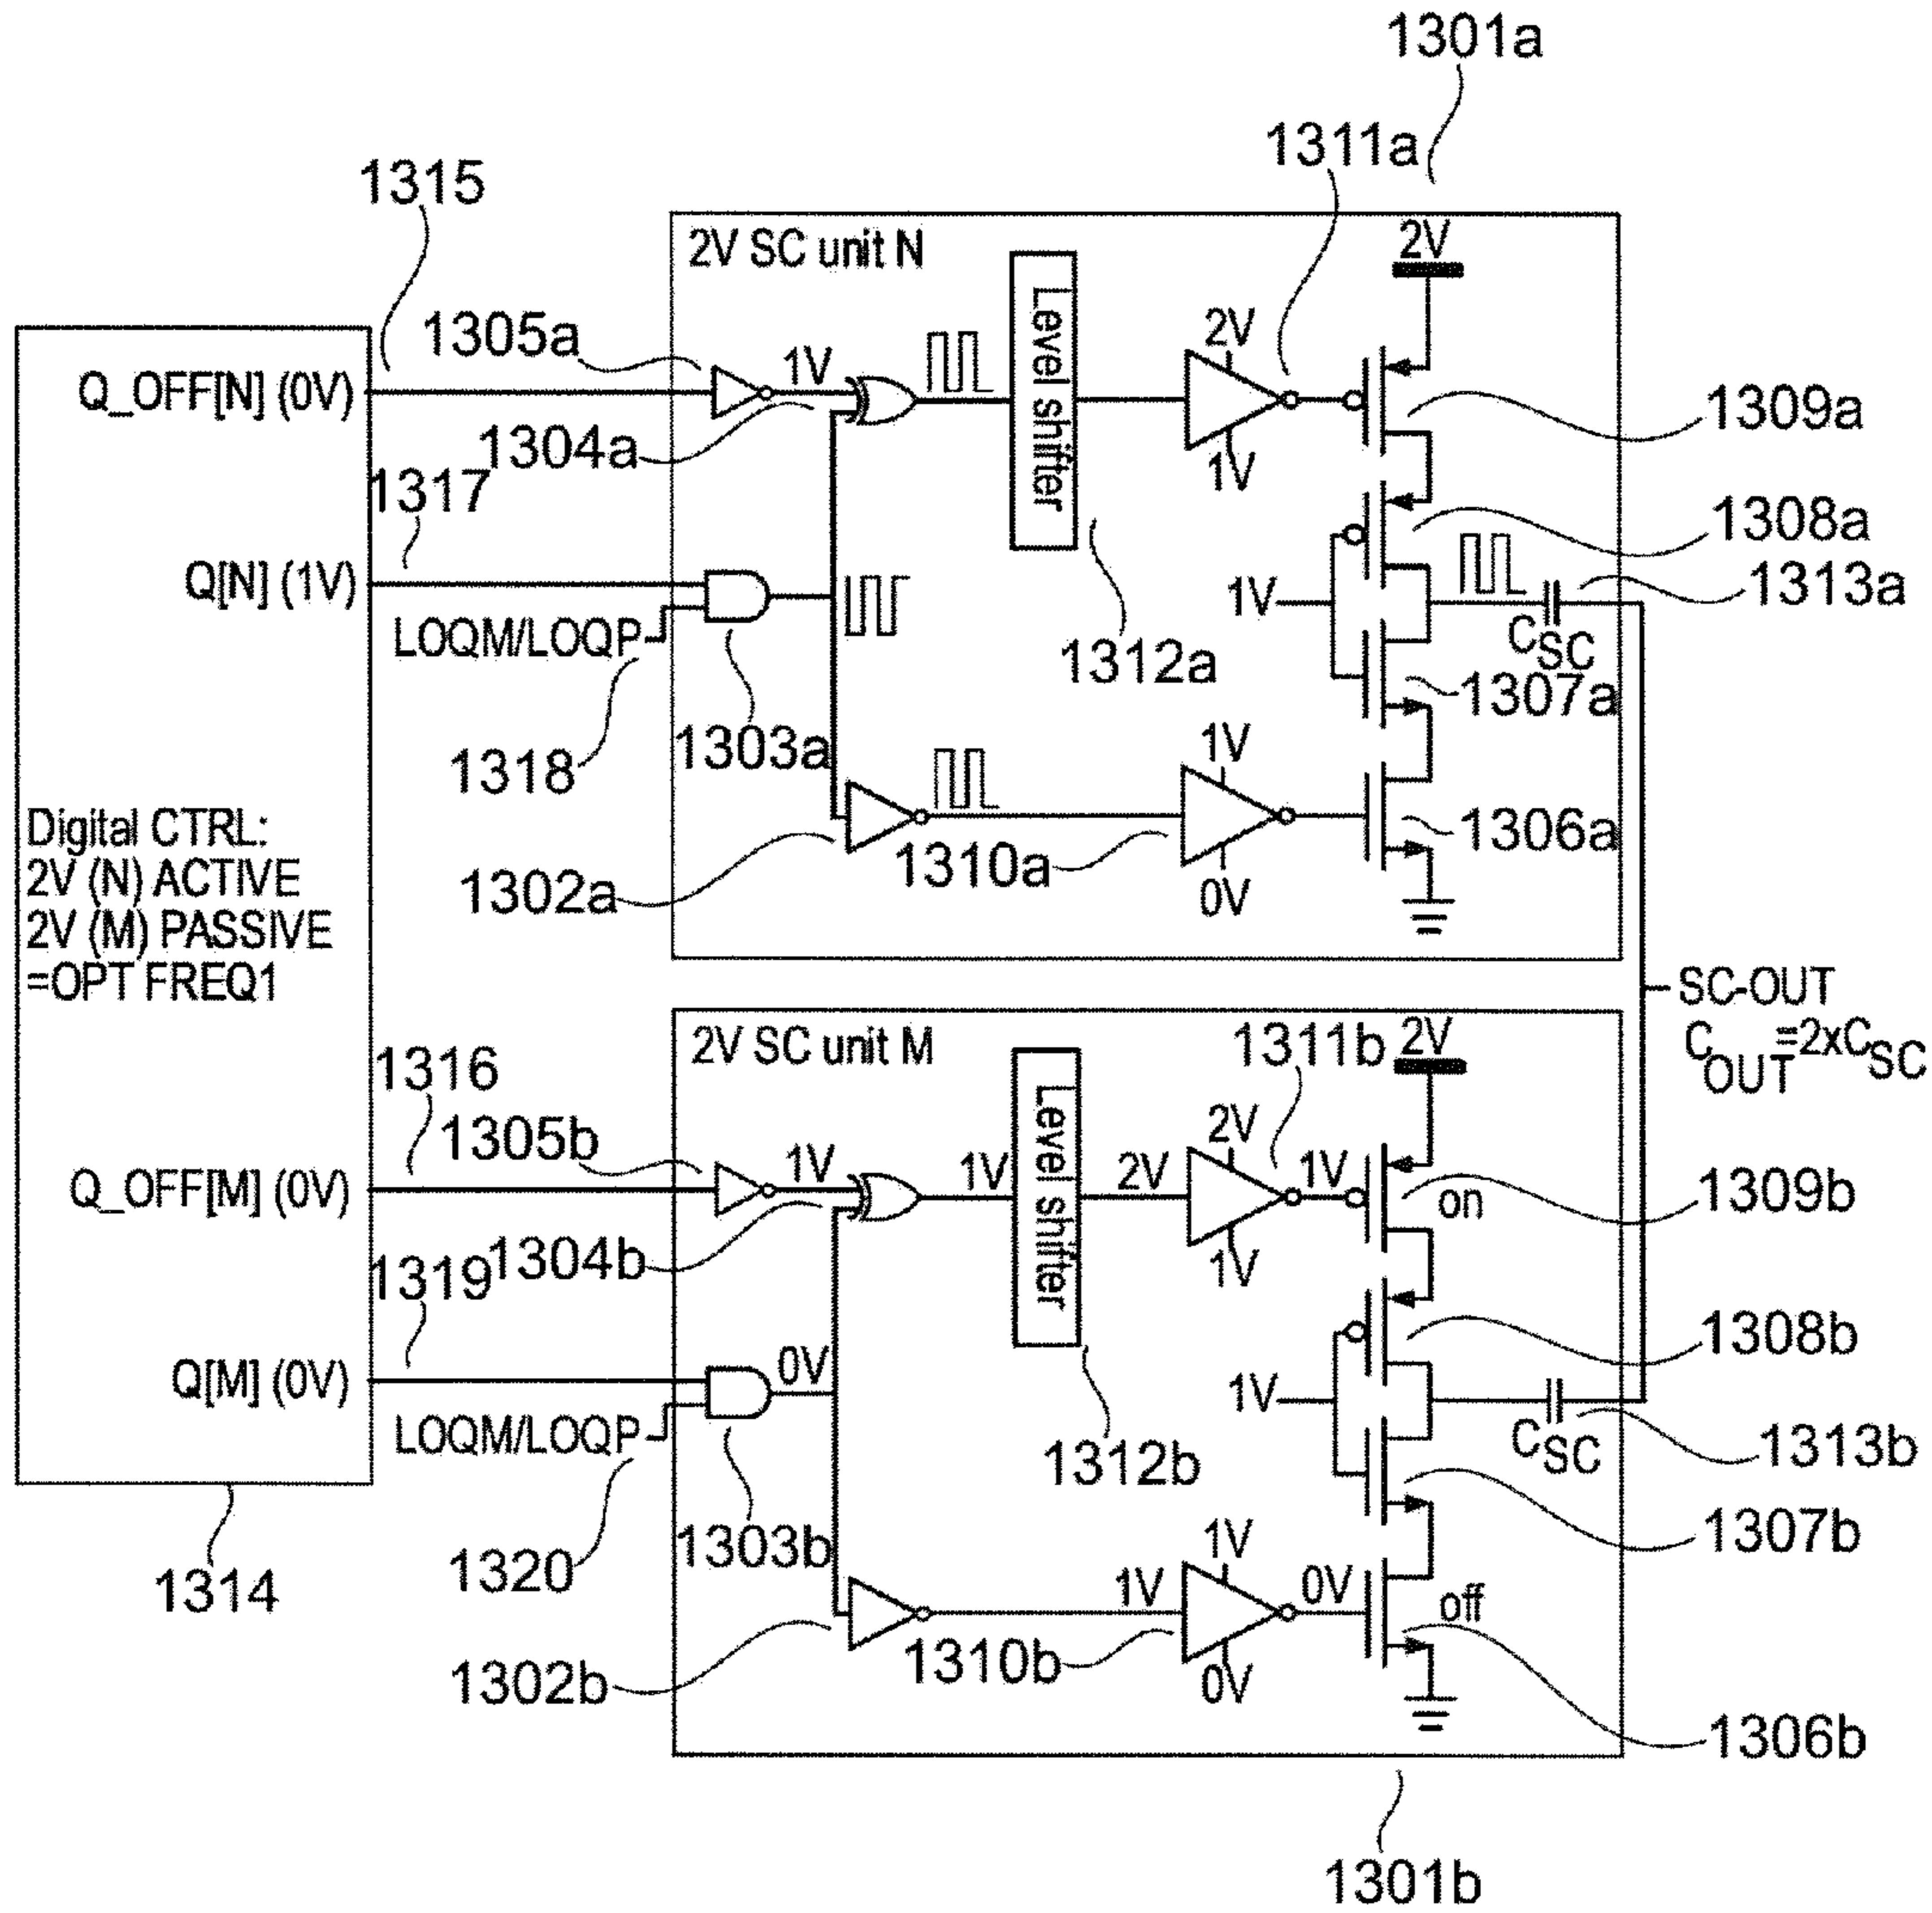 1301a
1311a
1315
2V SC unit N
2V
1305a
1V
2V
Level shifter
Q_OFF[N] (0V)
1309a
1304a
1V
1317
1308a
Q[N] (1V)
1V
1313a
LOQM/LOQP
CSC
1312a
1307a
1318
1303a
1V
Digital CTRL:
2V (N) ACTIVE
2V (M) PASSIVE
=OPT FREQ1
1306a
1302a
1310a
0V
SC-OUT
COUT=2xCSC
2V SC unit M
1311b
2V
1316
1305b
2V
1V
1V
2V
1V
Level shifter
Q_OFF[M] (0V)
on
1309b
1304b
1V
1319
1308b
Q[M] (0V)
0V
1V
LOQM/LOQP
CSC
1313b
1312b
1320
1303b
1307b
1V
1314
1V
0V
off
1302b
1310b
0V
1306b
1301b